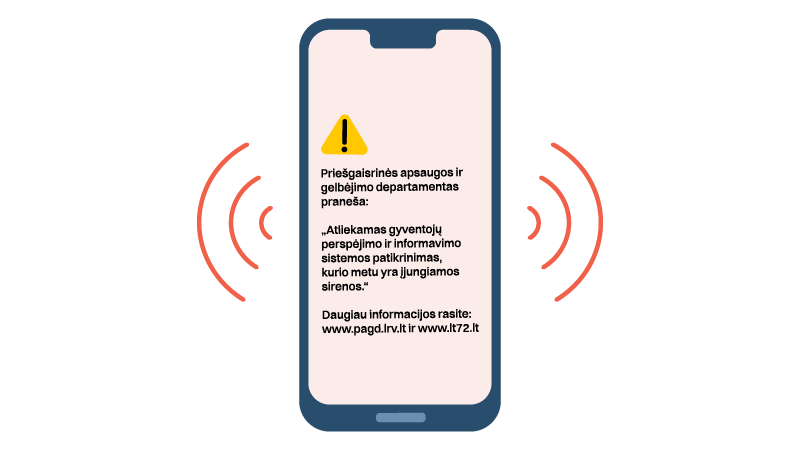 Priešgaisrinės apsaugos ir
gelbėjimo departamentas
praneša:
„Atliekamas gyventojų
perspėjimo ir informavimo
sistemos patikrinimas,
kurio metu yra įjungiamos
sirenos.“
Daugiau informacijos rasite:
www.pagd.lrv.lt ir www.lt72.lt